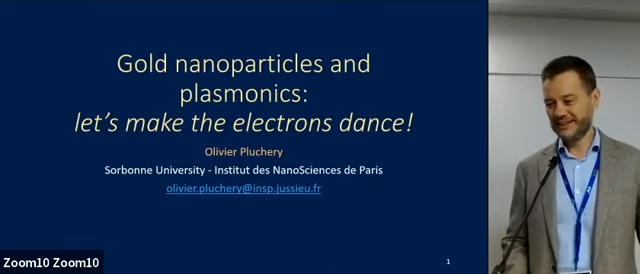 Gold nanoparticles and
plasmonics:
let's make the electrons dance!
Olivier Pluchery
Sorbonne University - Institut des NanoSciences de Paris
olivier.pluchery@insp.jussieu.fr
Zoom10 Zoom10
1